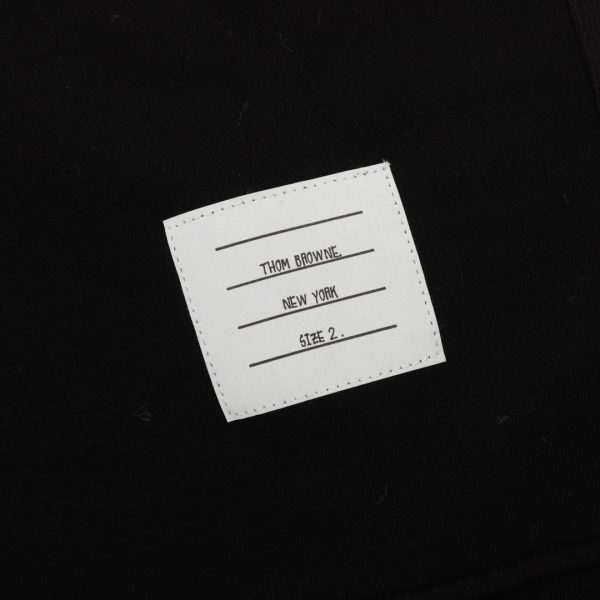 THOM BROWNE.
NEW YORK
SIZE 2.